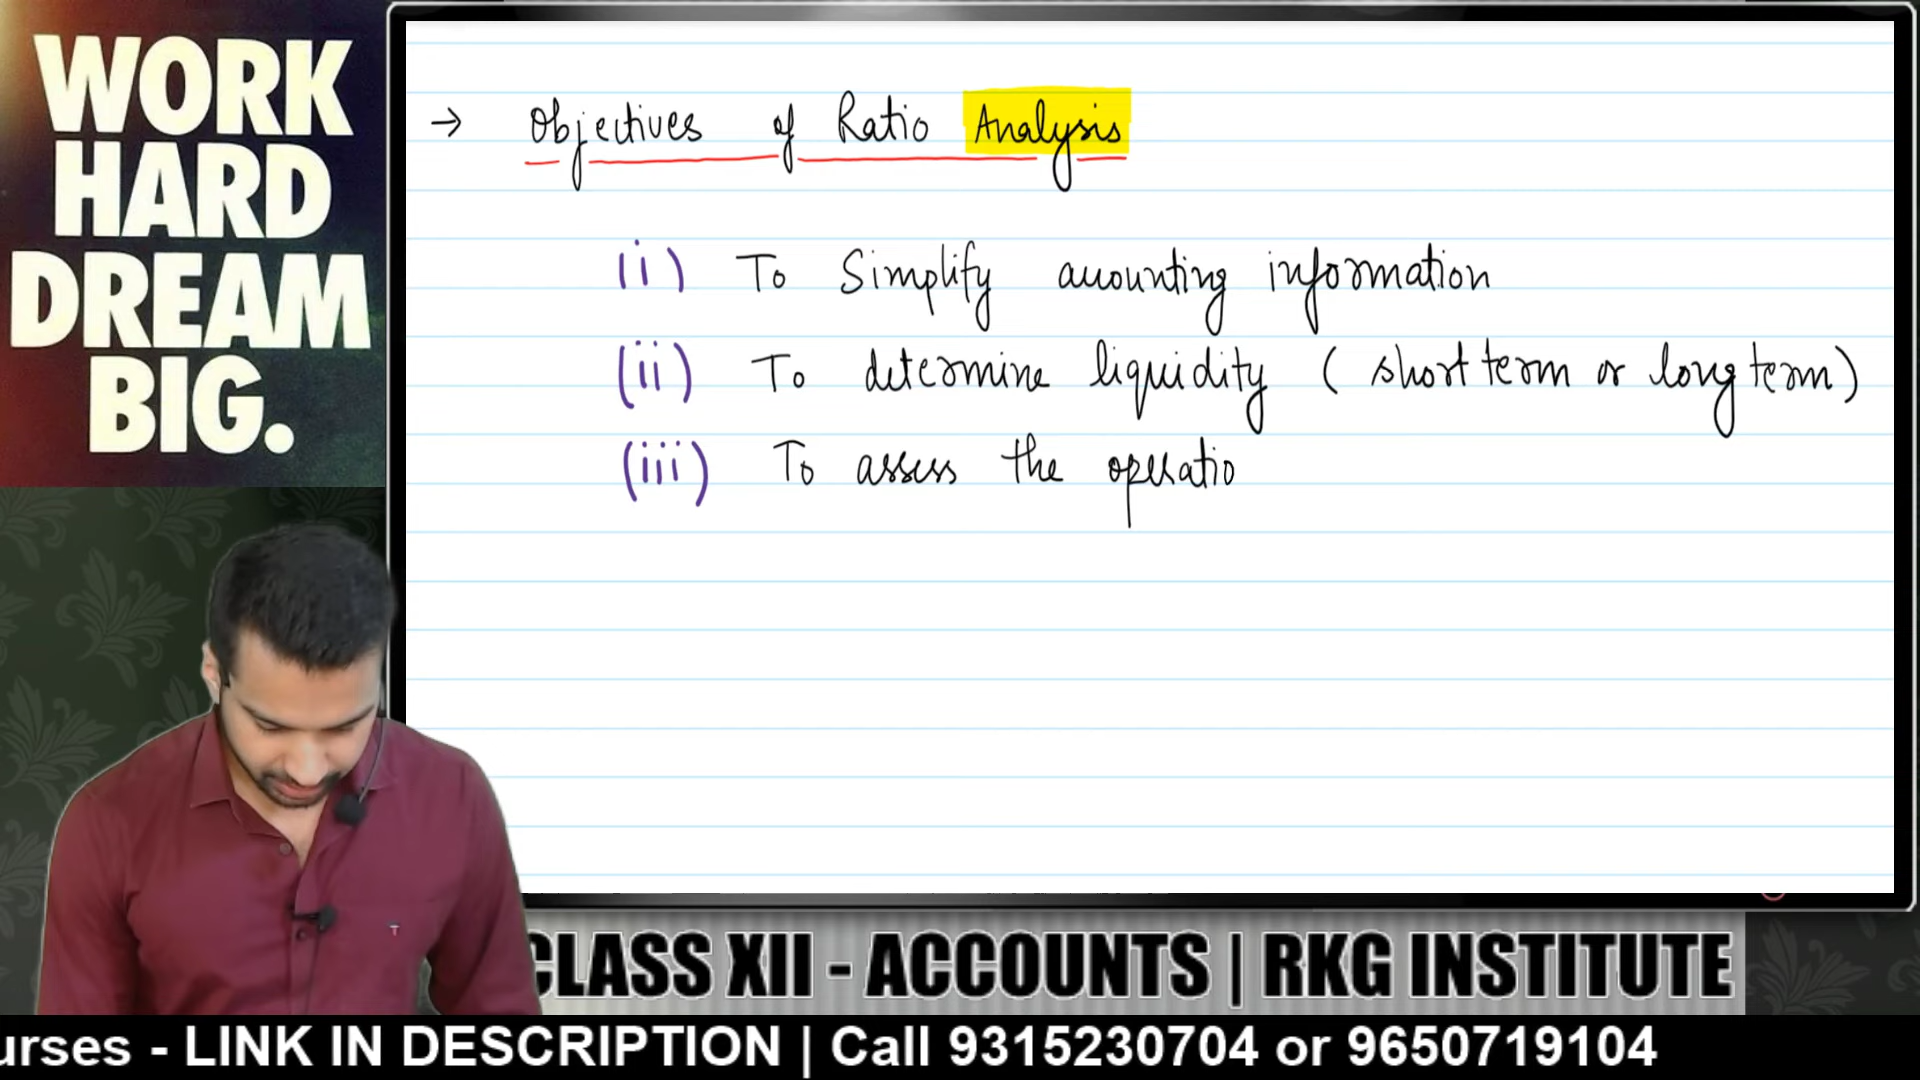 WORK
HARD
DREAM
BIG.
→ Objectives of Ratio Analysis
(i) To Simplify accounting information
(ii) To determine liquidity (short term or long term)
(iii) To assess the operatio
CLASS XII - ACCOUNTS | RKG INSTITUTE
urses - LINK IN DESCRIPTION | Call 9315230704 or 9650719104